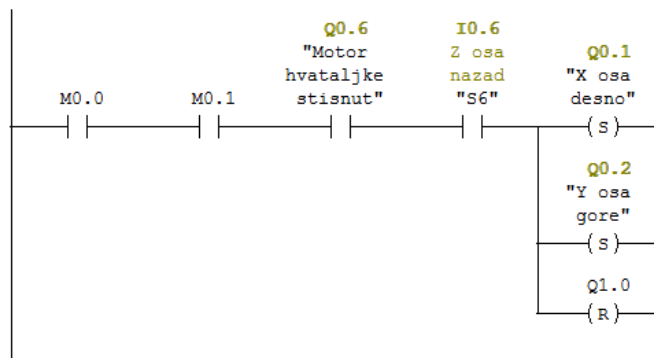 Q0.6
"Motor
hvataljke
stisnut"
I0.6
Z osa
nazad
"S6"
Q0.1
"X osa
desno"
M0.0
M0.1
S
Q0.2
"Y osa
gore"
S
Q1.0
R